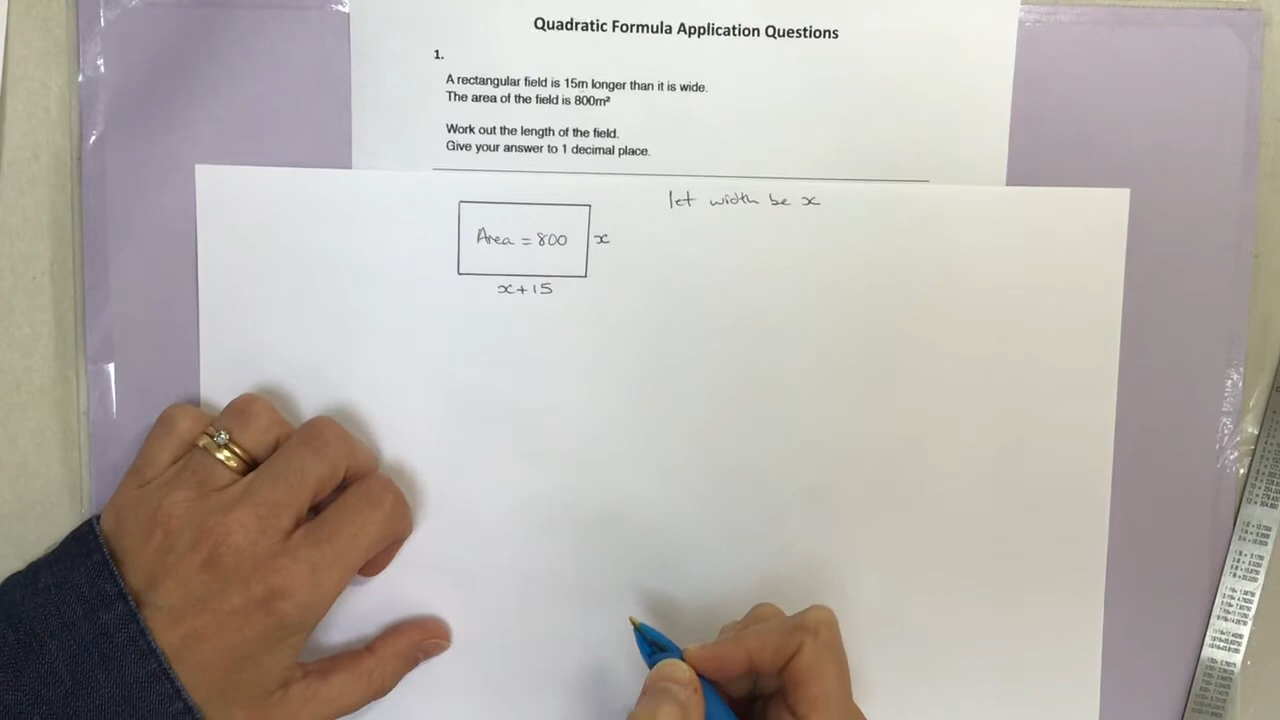 Quadratic Formula Application Questions
1.
A rectangular field is 15m longer than it is wide.
The area of the field is 800m²
Work out the length of the field.
Give your answer to 1 decimal place.
let width be x
Area = 800
x
x+15